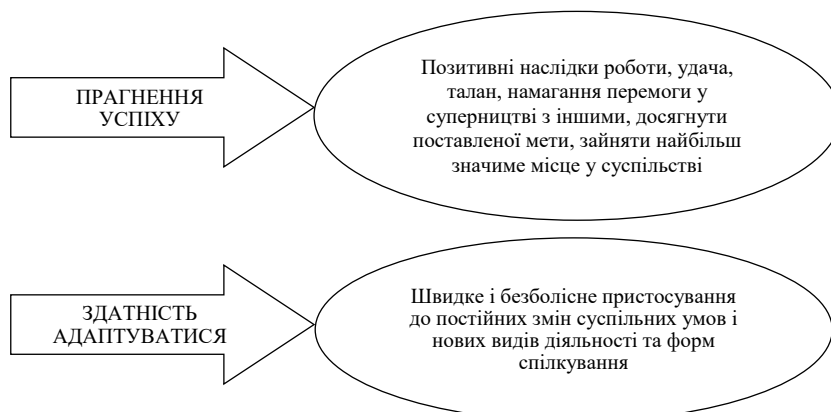 ПРАГНЕННЯ
УСПІХУ
Позитивні наслідки роботи, удача,
талан, намагання перемоги у
суперництві з іншими, досягнути
поставленої мети, зайняти найбільш
значиме місце у суспільстві
ЗДАТНІСТЬ
АДАПТУВАТИСЯ
Швидке і безболісне пристосування
до постійних змін суспільних умов і
нових видів діяльності та форм
спілкування